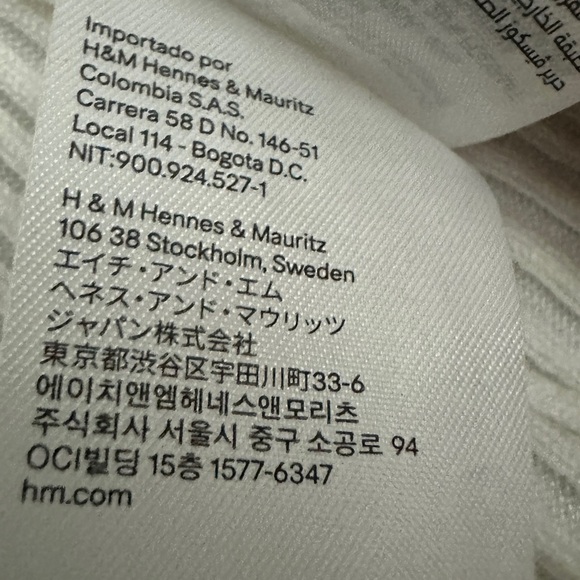 Importado por
H&M Hennes & Mauritz
Colombia S.A.S.
Carrera 58 D No. 146-51
Local 114 - Bogota D.C.
NIT:900.924.527-1
H & M Hennes & Mauritz
106 38 Stockholm, Sweden
エイチ・アンド・エム
ヘネス・アンド・マウリッツ
ジャパン株式会社
東京都渋谷区宇田川町33-6
에이치앤엠헤네스앤모리츠
주식회사 서울시 중구 소공로 94
OCI빌딩 15층 1577-6347
hm.com
حرير فيسكوز